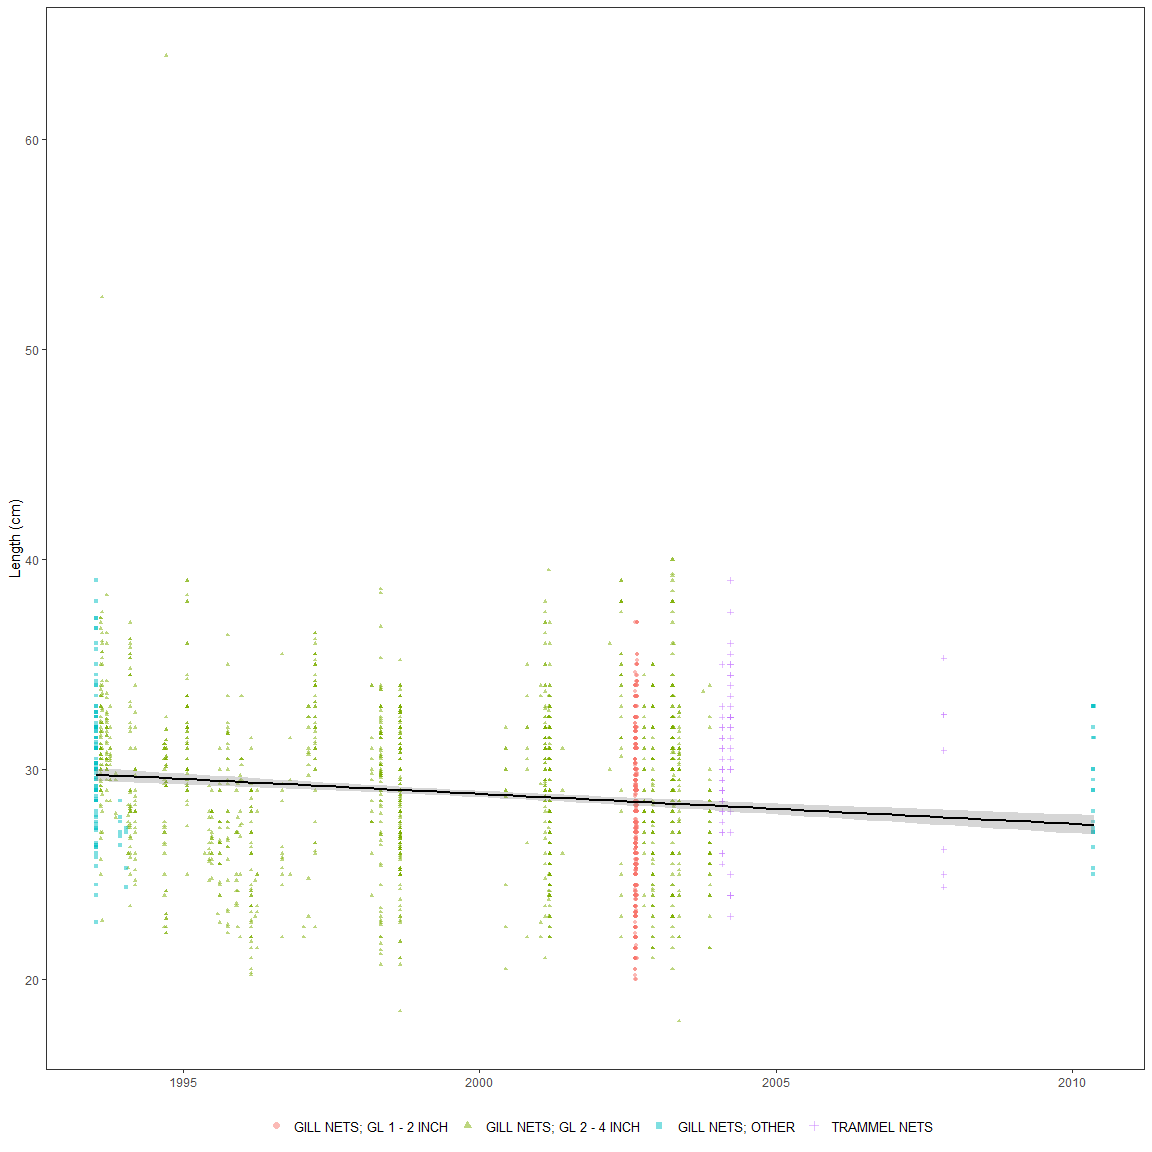 60
50
40
30
20
Length (cm)
1995 2000 2005 2010
GILL NETS; GL 1 - 2 INCH GILL NETS; GL 2 - 4 INCH GILL NETS; OTHER TRAMMEL NETS